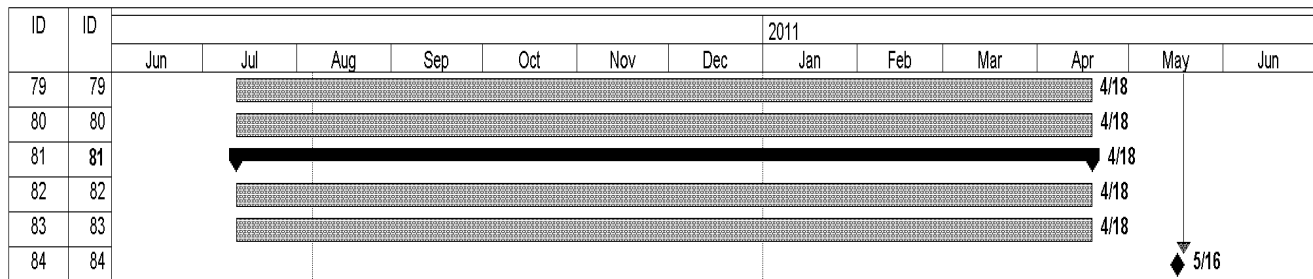 ID ID
2011
Jun Jul Aug Sep Oct Nov Dec Jan Feb Mar Apr May Jun
79 79 4/18
80 80 4/18
81 81 4/18
82 82 4/18
83 83 4/18
84 84 5/16